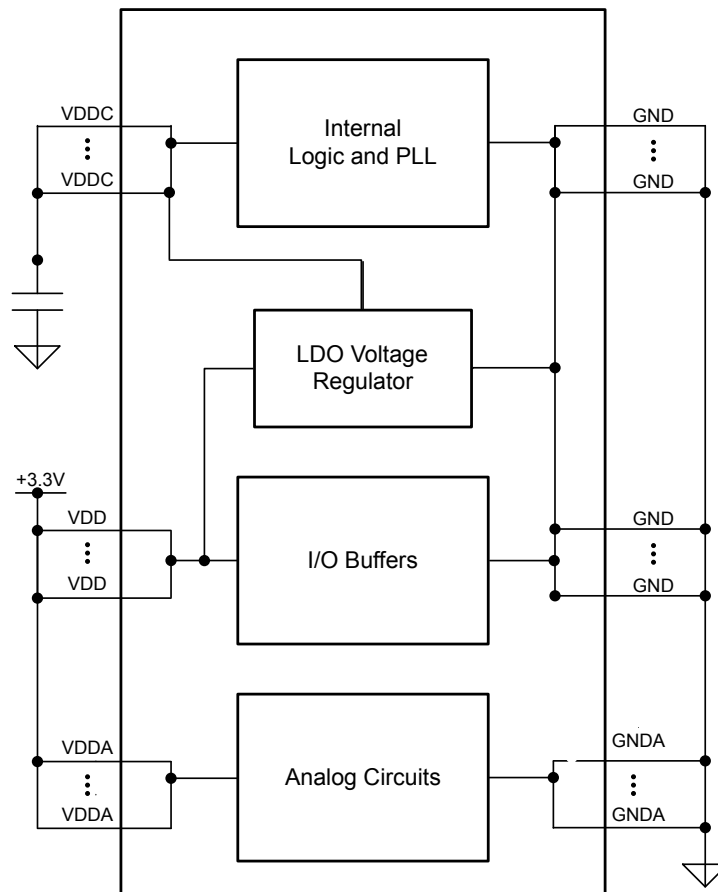 VDDC
VDDC
Internal
Logic and PLL
GND
GND
LDO Voltage
Regulator
+3.3V
VDD
VDD
I/O Buffers
GND
GND
VDDA
VDDA
Analog Circuits
GNDA
GNDA